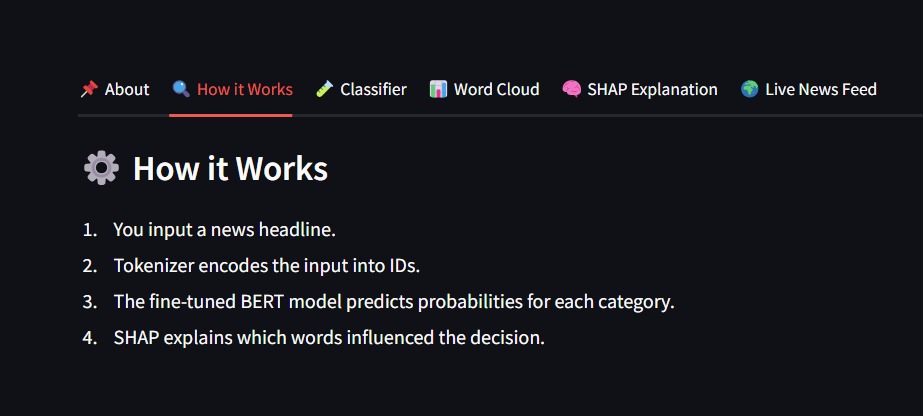 📌 About 🔍 How it Works 🧪 Classifier 📊 Word Cloud 🧠 SHAP Explanation 🌍 Live News Feed
⚙️ How it Works
1. You input a news headline.
2. Tokenizer encodes the input into IDs.
3. The fine-tuned BERT model predicts probabilities for each category.
4. SHAP explains which words influenced the decision.